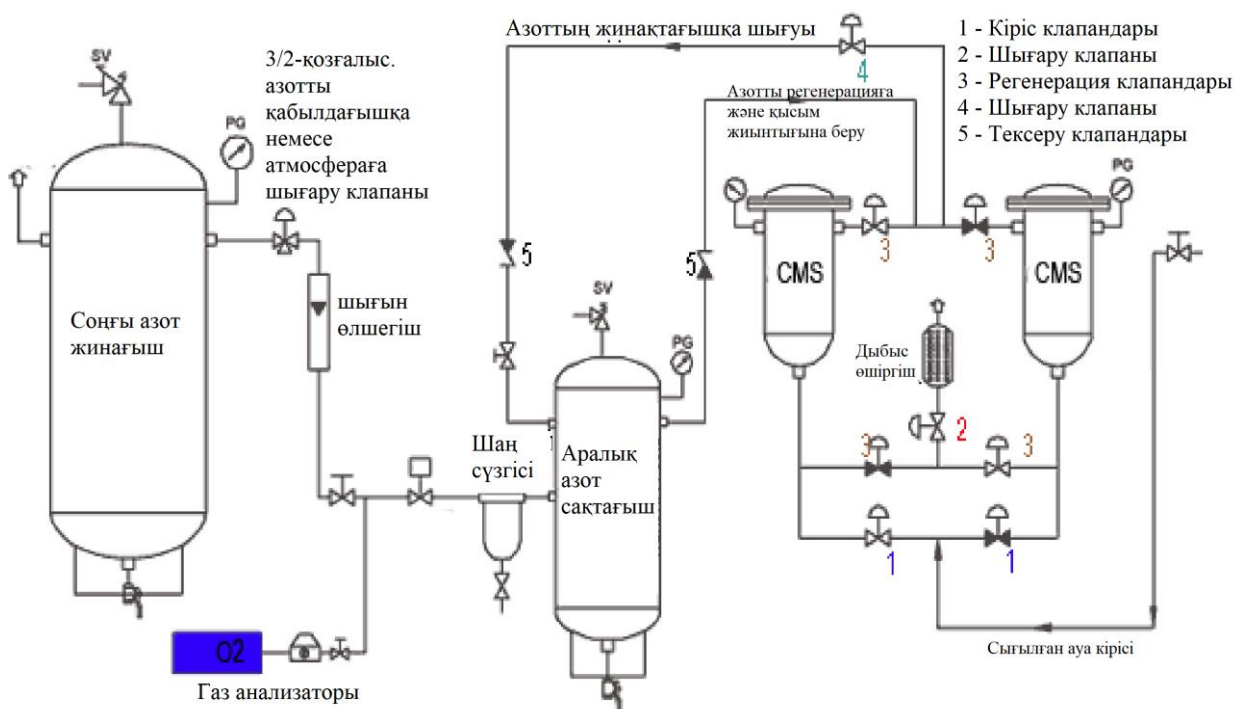 Азоттың жинақтағышқа шығуы
1 - Кіріс клапандары
2 - Шығару клапаны
3 - Регенерация клапандары
4 - Шығару клапаны
5 - Тексеру клапандары
SV
3/2-қозғалыс.
азотты
қабылдағышқа
немесе
атмосфераға
шығару клапаны
PG
4
Азотты регенерацияға
және қысым
жиынтығына беру
PG
3
3
CMS
CMS
5
5
SV
PG
Соңғы азот
жинағыш
шығын
өлшегіш
Дыбыс
өшіргіш
2
3
3
Шаң
сүзгісі
Аралық
азот
сақтағыш
1
1
Сығылған ауа кірісі
O2
Газ анализаторы